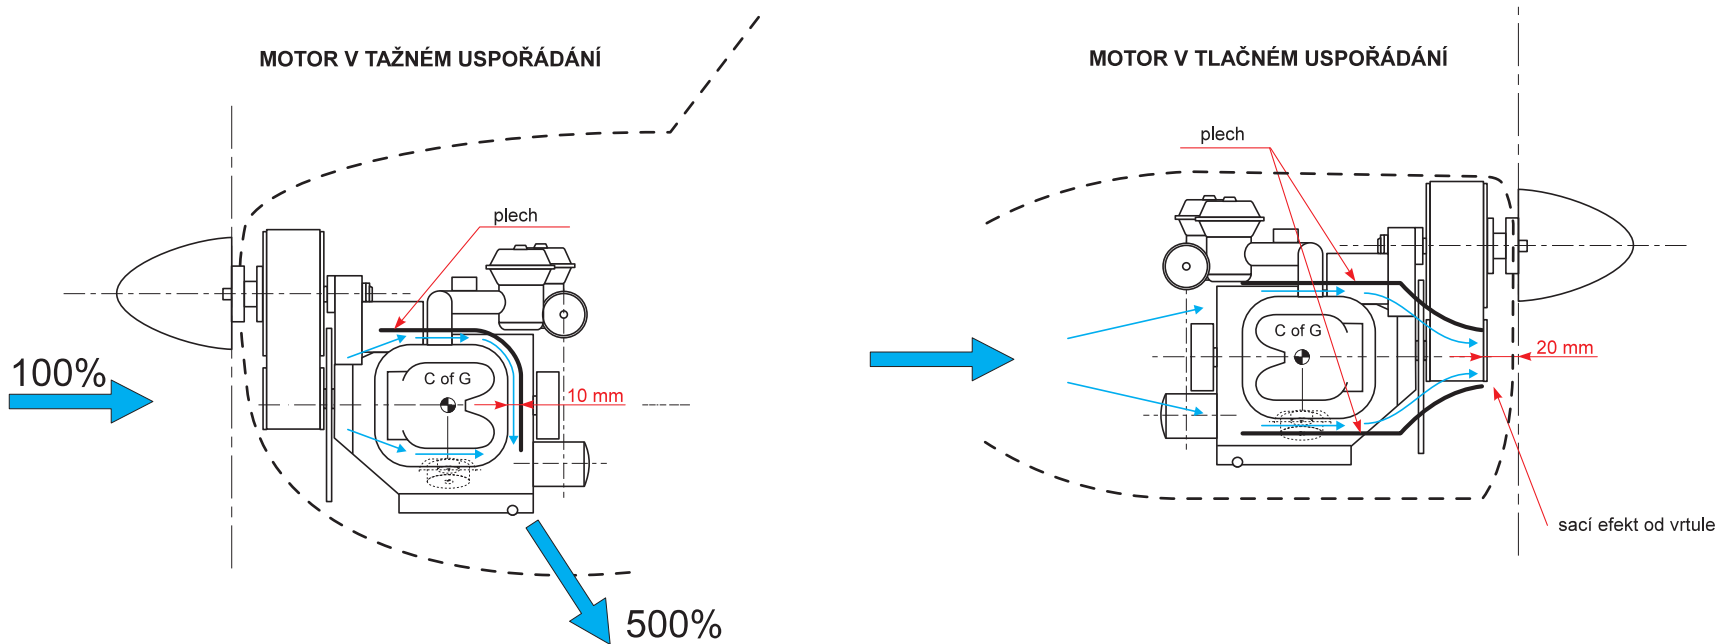 MOTOR V TAŽNÉM USPOŘÁDÁNÍ
plech
100%
C of G
10 mm
500%
MOTOR V TLAČNÉM USPOŘÁDÁNÍ
plech
C of G
20 mm
sací efekt od vrtule